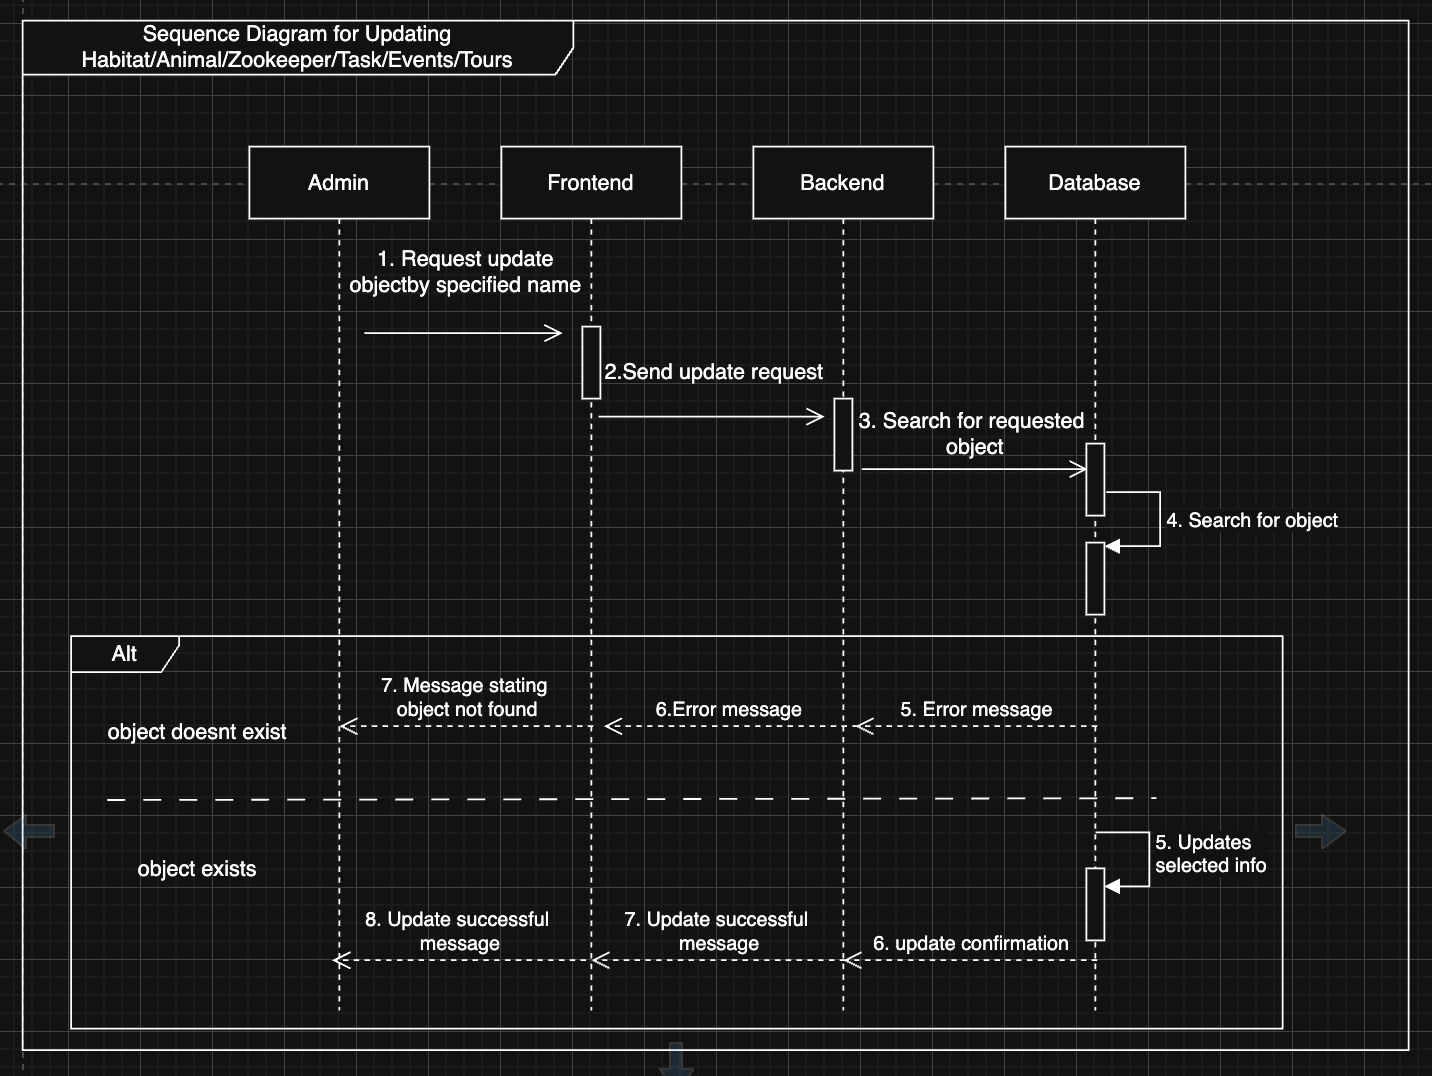 Sequence Diagram for Updating
Habitat/Animal/Zookeeper/Task/Events/Tours
Admin
Frontend
Backend
Database
1. Request update
objectby specified name
2.Send update request
3. Search for requested
object
4. Search for object
Alt
7. Message stating
object not found
6.Error message
5. Error message
object doesnt exist
5. Updates
selected info
object exists
8. Update successful
message
7. Update successful
message
6. update confirmation